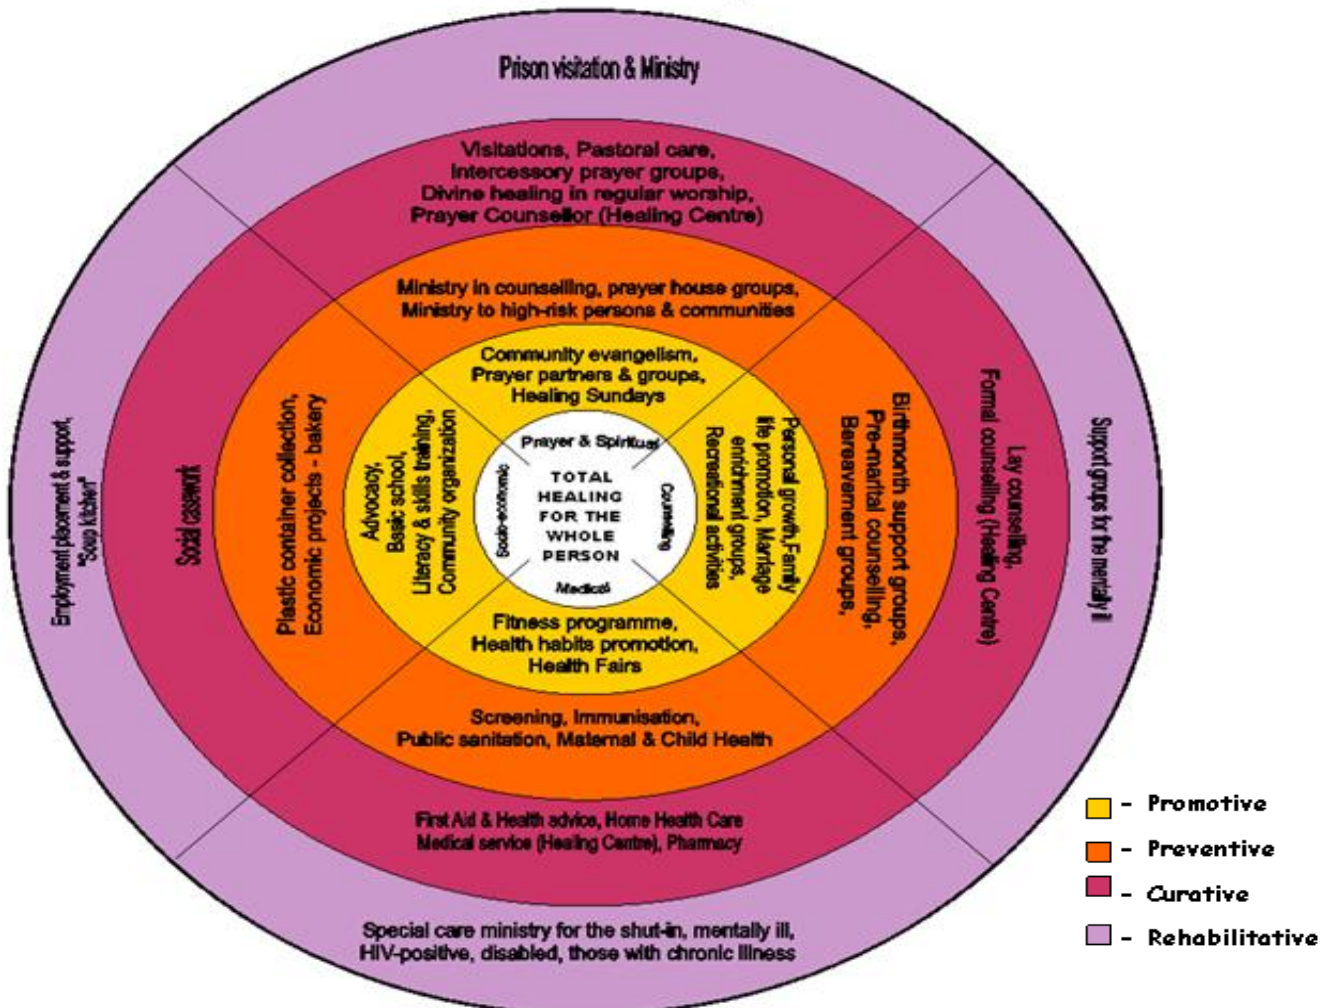 Prison visitation & Ministry
Visitations, Pastoral care,
Intercessory prayer groups,
Divine healing in regular worship,
Prayer Counsellor (Healing Centre)
Ministry in counselling, prayer house groups,
Ministry to high-risk persons & communities
Community evangelism,
Prayer partners & groups,
Healing Sundays
Prayer & Spiritual
Employment placement & support,
"Soup kitchen"
Social casework
Plastic container collection,
Economic projects - bakery
Advocacy,
Basic school,
Literacy & skills training,
Community organization
Socio-economic
TOTAL
HEALING
FOR THE
WHOLE
PERSON
Counselling
Personal growth,Family
life promotion, Marriage
enrichment groups,
Recreational activities
Birthmonth support groups,
Pre-marital counselling,
Bereavement groups,
Lay counselling,
Formal counselling (Healing Centre)
Support groups for the mentally ill
Medical
Fitness programme,
Health habits promotion,
Health Fairs
Screening, Immunisation,
Public sanitation, Maternal & Child Health
First Aid & Health advice, Home Health Care
Medical service (Healing Centre), Pharmacy
Special care ministry for the shut-in, mentally ill,
HIV-positive, disabled, those with chronic illness
- Promotive
- Preventive
- Curative
- Rehabilitative